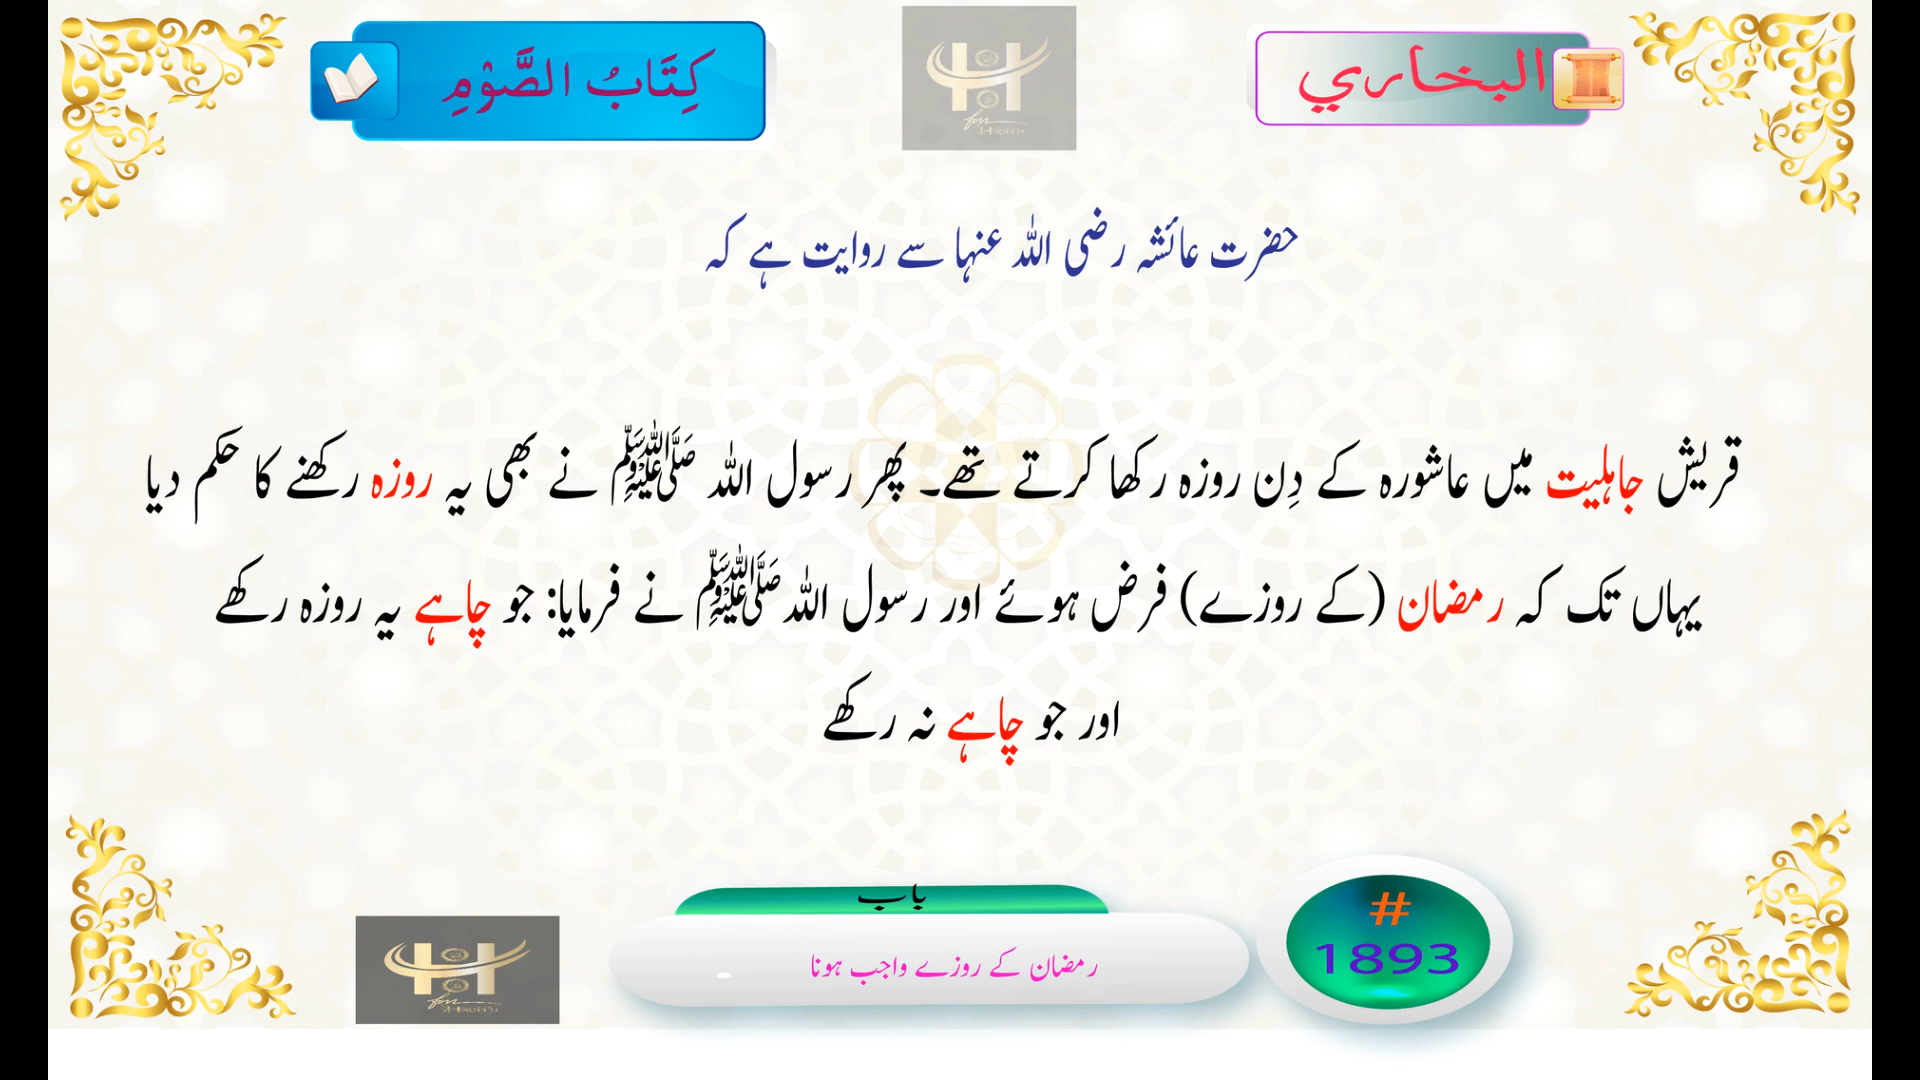 البخاري
كِتَابُ الصَّوْمِ
حضرت عائشہ رضی اللہ عنہا سے روایت ہے کہ
قریش جاہلیت میں عاشورہ کے دِن روزہ رکھا کرتے تھے۔ پھر رسول اللہ ﷺ نے بھی یہ روزہ رکھنے کا حکم دیا
یہاں تک کہ رمضان (کے روزے) فرض ہوئے اور رسول اللہ ﷺ نے فرمایا: جو چاہے یہ روزہ رکھے
اور جو چاہے نہ رکھے
باب
رمضان کے روزے واجب ہونا
#
1893